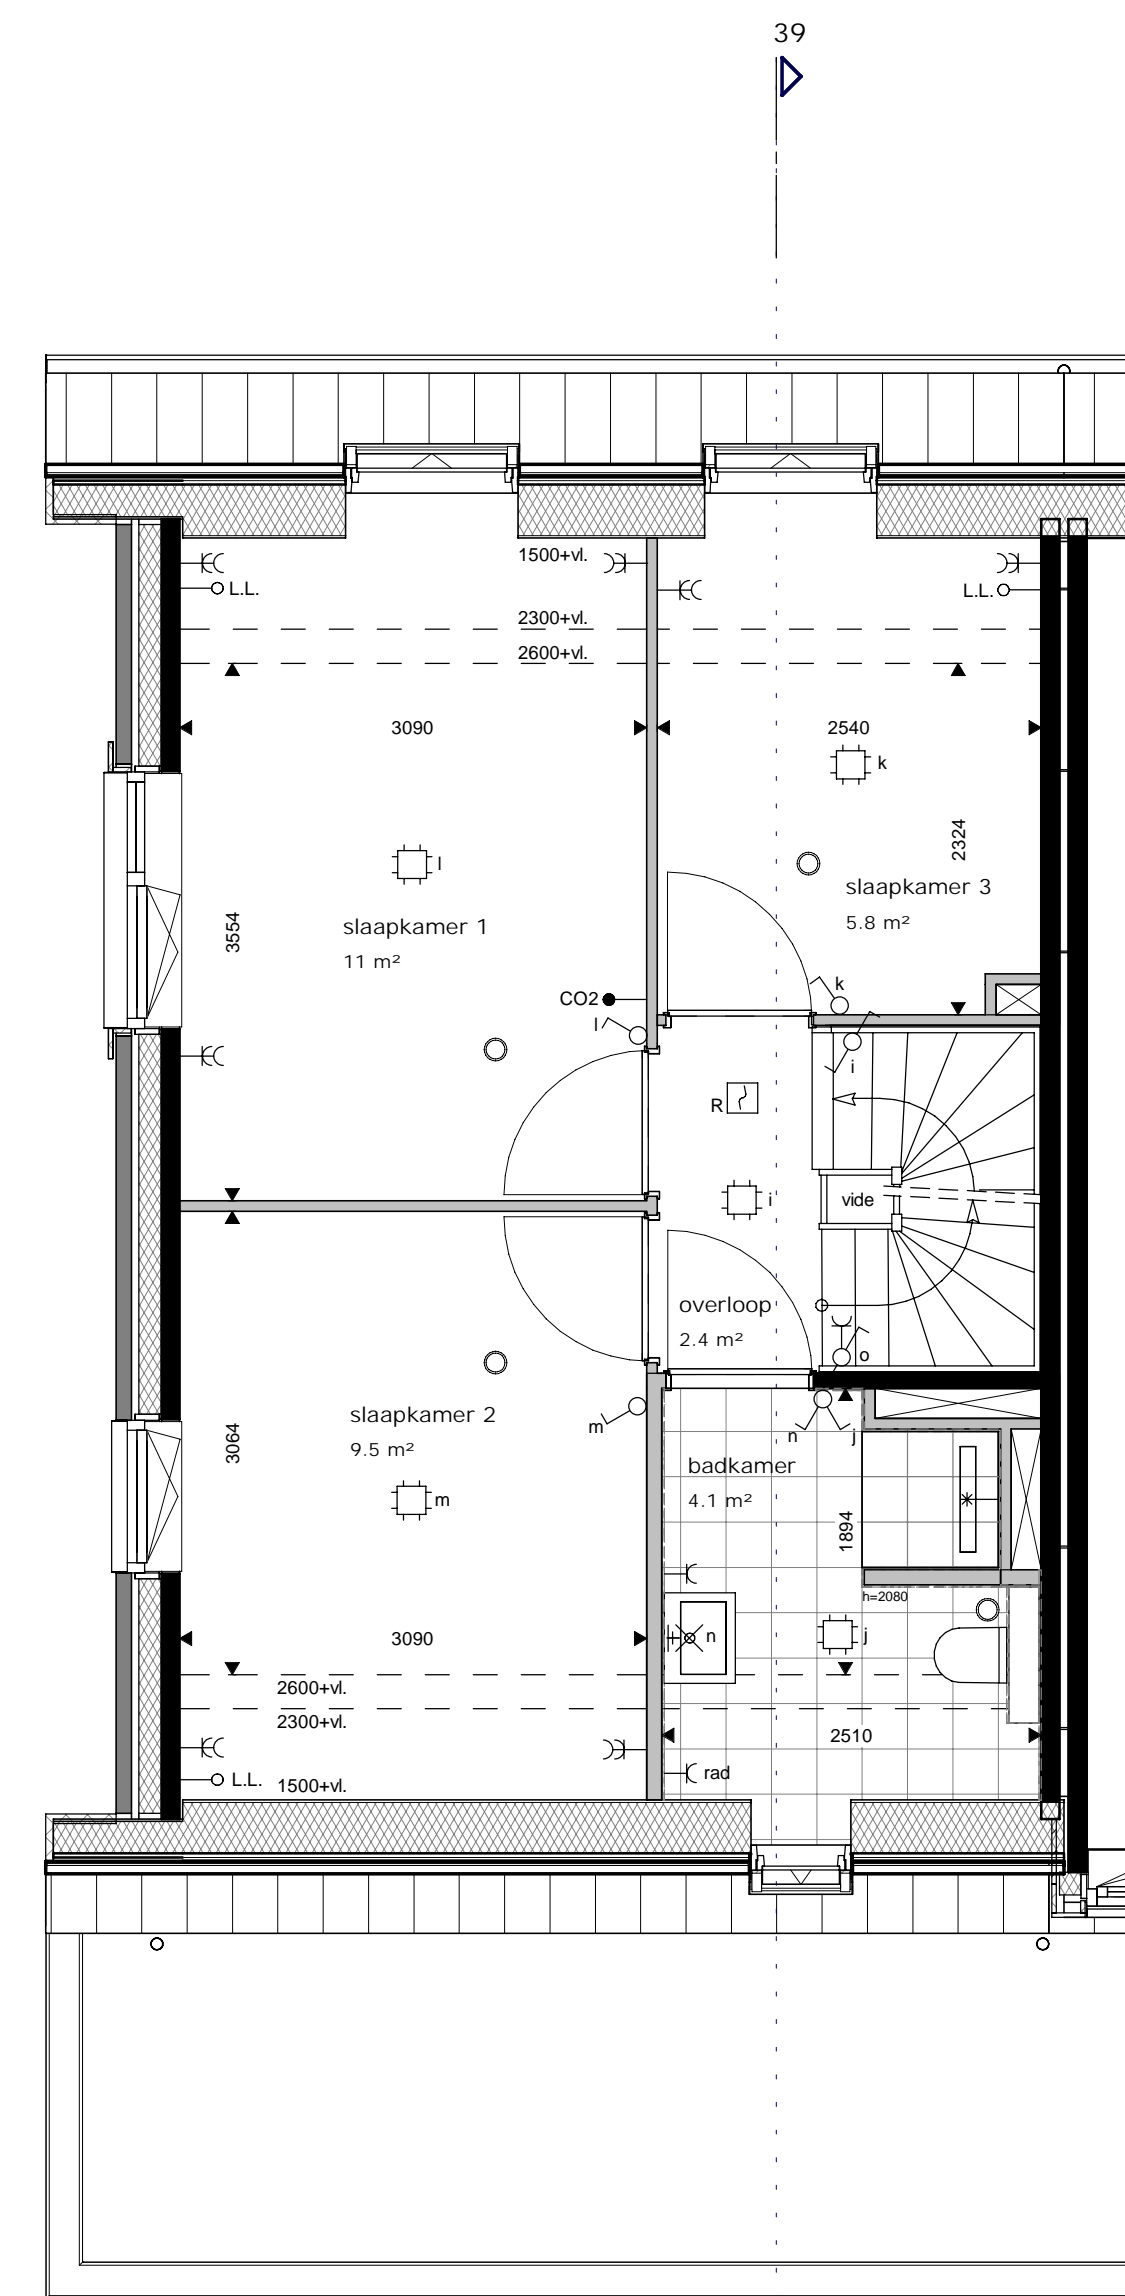 39
1500+vl.
L.L.
L.L.
2300+vl.
2600+vl.
3090
2540
k
2324
l
slaapkamer 3
5.8 m²
slaapkamer 1
11 m²
3554
k
CO2
l
i
R
i
vide
overloop
2.4 m²
o
slaapkamer 2
9.5 m²
3064
m
n
j
badkamer
4.1 m²
m
1894
h=2080
3090
n
j
2600+vl.
2300+vl.
2510
rad
L.L.
1500+vl.